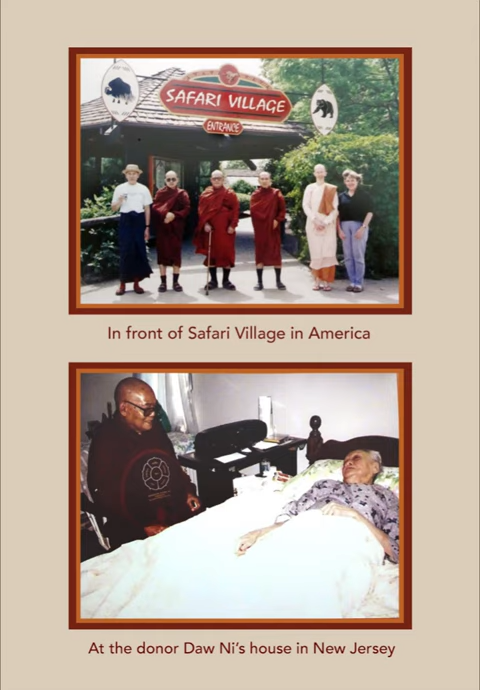 SAFARI VILLAGE
ENTRANCE
In front of Safari Village in America
At the donor Daw Ni's house in New Jersey